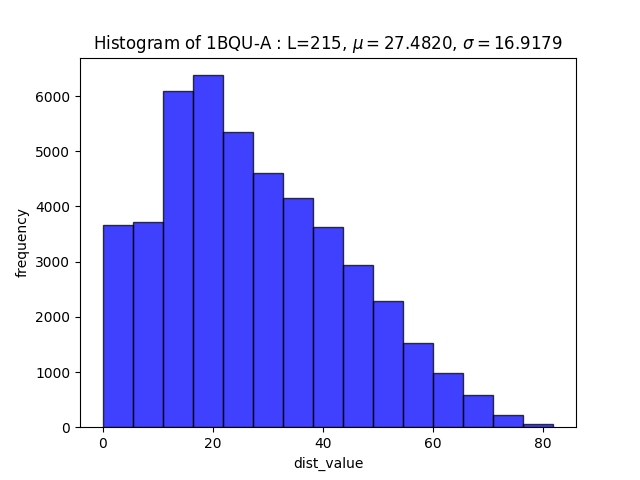 Histogram of 1BQU-A : L=215, μ = 27.4820, σ = 16.9179
6000
5000
4000
3000
2000
1000
0
frequency
0 20 40 60 80
dist_value